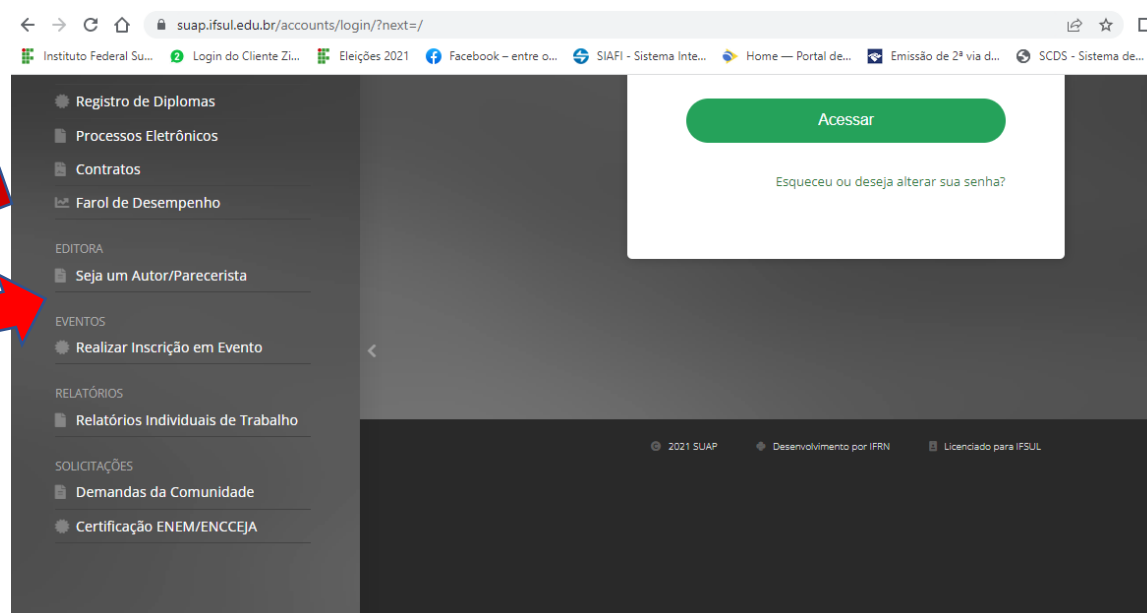 suap.ifsul.edu.br/accounts/login/?next=/
Instituto Federal Su... Login do Cliente Zi... Eleições 2021 Facebook – entre o... SIAFI - Sistema Inte... Home — Portal de... Emissão de 2ª via d... SCDS - Sistema de...
Registro de Diplomas
Processos Eletrônicos
Contratos
Farol de Desempenho
EDITORA
Seja um Autor/Parecerista
EVENTOS
Realizar Inscrição em Evento
RELATÓRIOS
Relatórios Individuais de Trabalho
SOLICITAÇÕES
Demandas da Comunidade
Certificação ENEM/ENCCEJA
Acessar
Esqueceu ou deseja alterar sua senha?
© 2021 SUAP Desenvolvimento por IFRN Licenciado para IFSUL